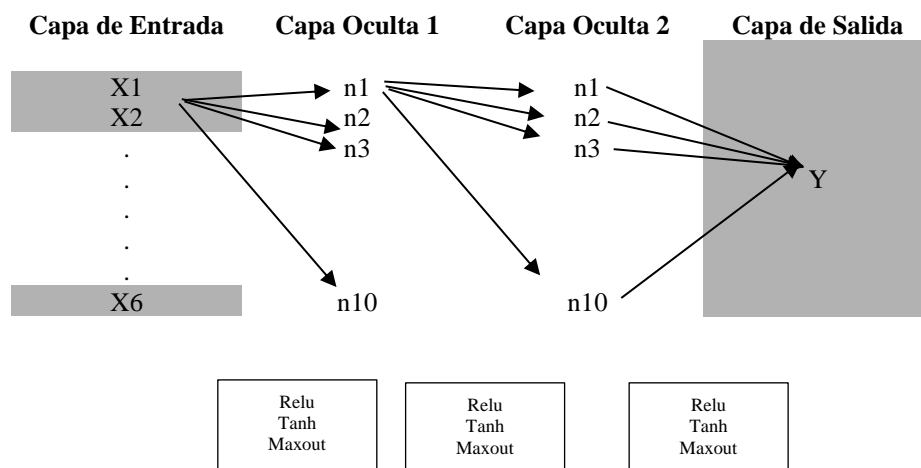 Capa de Entrada Capa Oculta 1 Capa Oculta 2 Capa de Salida
X1 n1 n1
X2 n2 n2
. n3 n3
. Y
.
.
.
X6 n10 n10
Relu Relu Relu
Tanh Tanh Tanh
Maxout Maxout Maxout